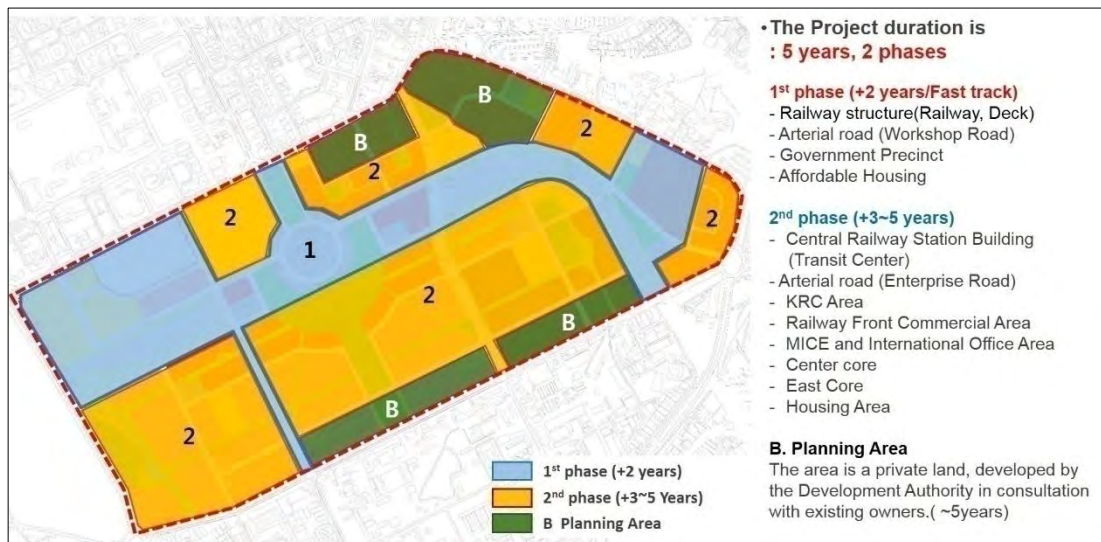 •The Project duration is
: 5 years, 2 phases
1st phase (+2 years/Fast track)
- Railway structure(Railway, Deck)
- Arterial road (Workshop Road)
- Government Precinct
- Affordable Housing
2nd phase (+3~5 years)
- Central Railway Station Building
(Transit Center)
- Arterial road (Enterprise Road)
- KRC Area
- Railway Front Commercial Area
- MICE and International Office Area
- Center core
- East Core
- Housing Area
B. Planning Area
The area is a private land, developed by
the Development Authority in consultation
with existing owners.( ~5years)
B
B
2
2
2
2
1
2
B
B
2
1st phase (+2 years)
2nd phase (+3~5 Years)
B Planning Area